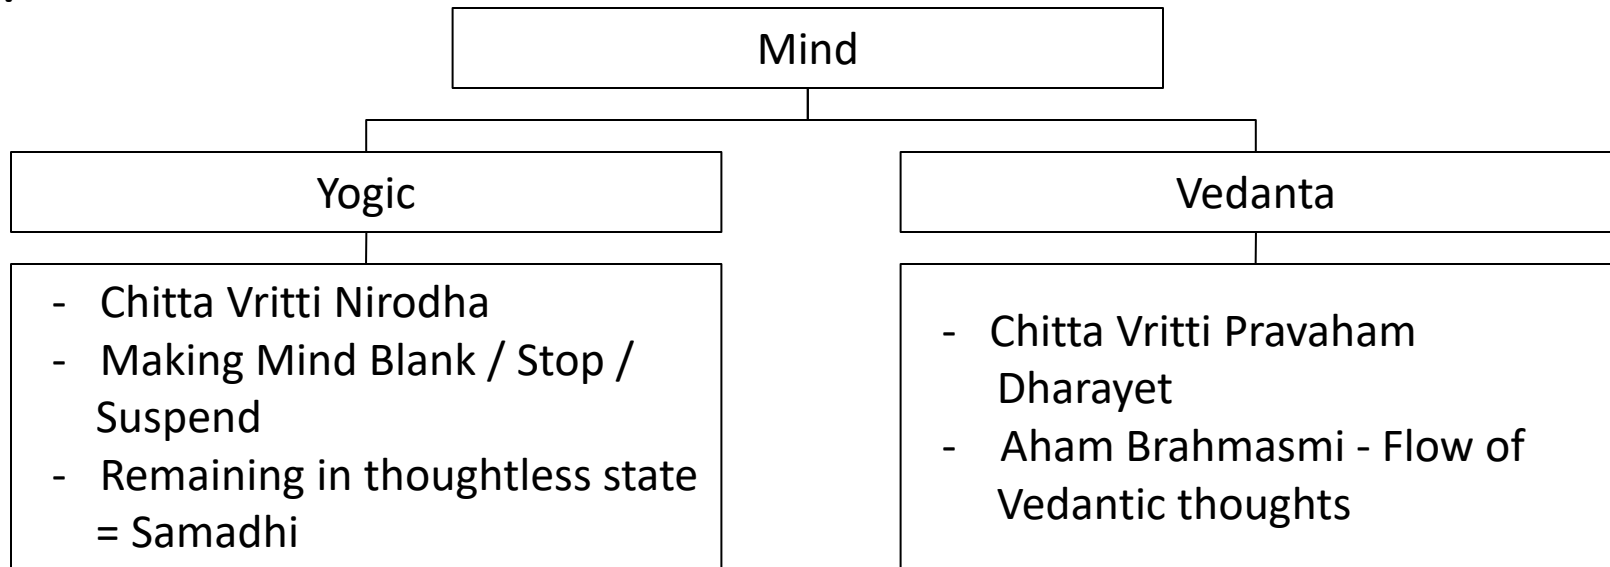 Mind
Yogic
Vedanta
- Chitta Vritti Nirodha
- Making Mind Blank / Stop /
Suspend
- Remaining in thoughtless state
= Samadhi
- Chitta Vritti Pravaham
Dharayet
- Aham Brahmasmi - Flow of
Vedantic thoughts